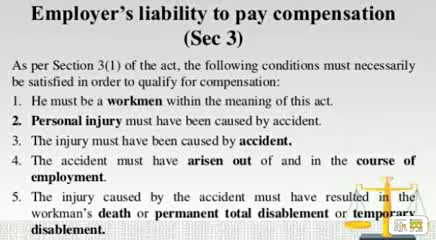 Employer's liability to pay compensation
(Sec 3)
As per Section 3(1) of the act, the following conditions must necessarily
be satisfied in order to qualify for compensation:
1. He must be a workmen within the meaning of this act.
2. Personal injury must have been caused by accident.
3. The injury must have been caused by accident.
4. The accident must have arisen out of and in the course of
employment.
5. The injury caused by the accident must have resulted in the
workman's death or permanent total disablement or temporary
disablement.